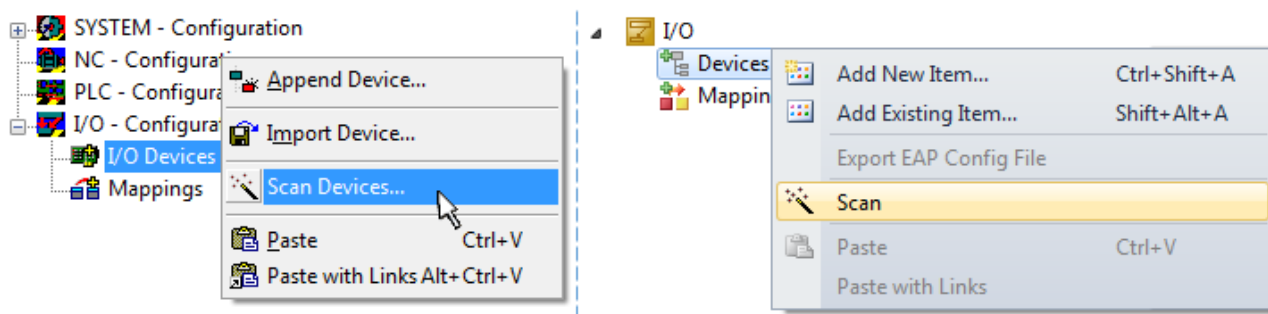 SYSTEM - Configuration
NC - Configurati
PLC - Configura
I/O - Configura
I/O Devices
Mappings
Append Device...
Import Device...
Scan Devices...
Paste Ctrl+V
Paste with Links Alt+Ctrl+V
I/O
Devices
Mappin
Add New Item... Ctrl+Shift+A
Add Existing Item... Shift+Alt+A
Export EAP Config File
Scan
Paste Ctrl+V
Paste with Links